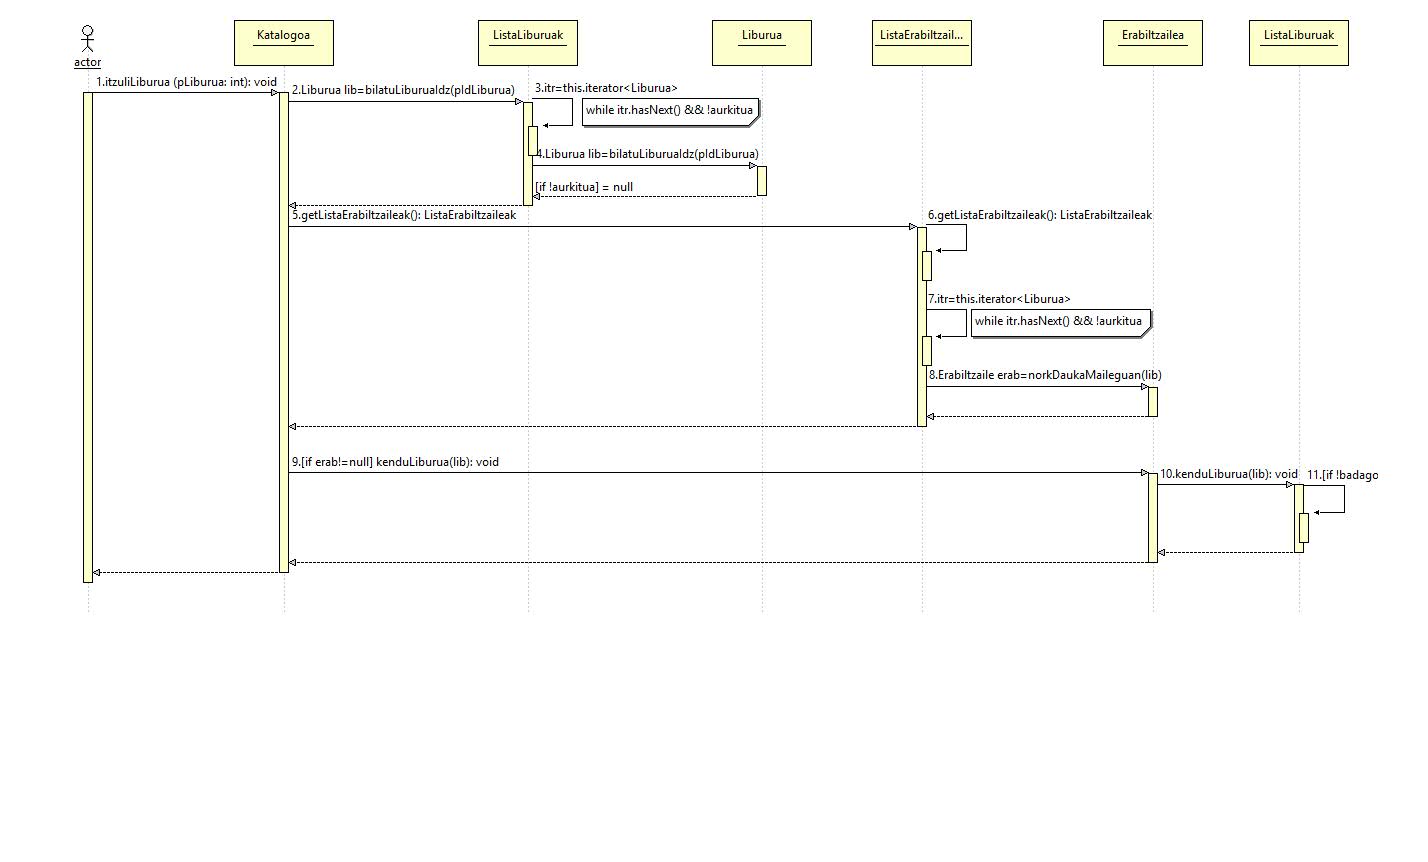 actor
Katalogoa
ListaLiburuak
Liburua
ListaErabiltzail...
Erabiltzailea
ListaLiburuak
1.itzuliLiburua (pLiburua: int): void
2.Liburua lib=bilatuLiburuaIdz(pIdLiburua)
3.itr=this.iterator<Liburua>
while itr.hasNext() && !aurkitua
4.Liburua lib=bilatuLiburuaIdz(pIdLiburua)
[if !aurkitua] = null
5.getListaErabiltzaileak(): ListaErabiltzaileak
6.getListaErabiltzaileak(): ListaErabiltzaileak
7.itr=this.iterator<Liburua>
while itr.hasNext() && !aurkitua
8.Erabiltzaile erab=norkDaukaMaileguan(lib)
9.[if erab!=null] kenduLiburua(lib): void
10.kenduLiburua(lib): void
11.[if !badago